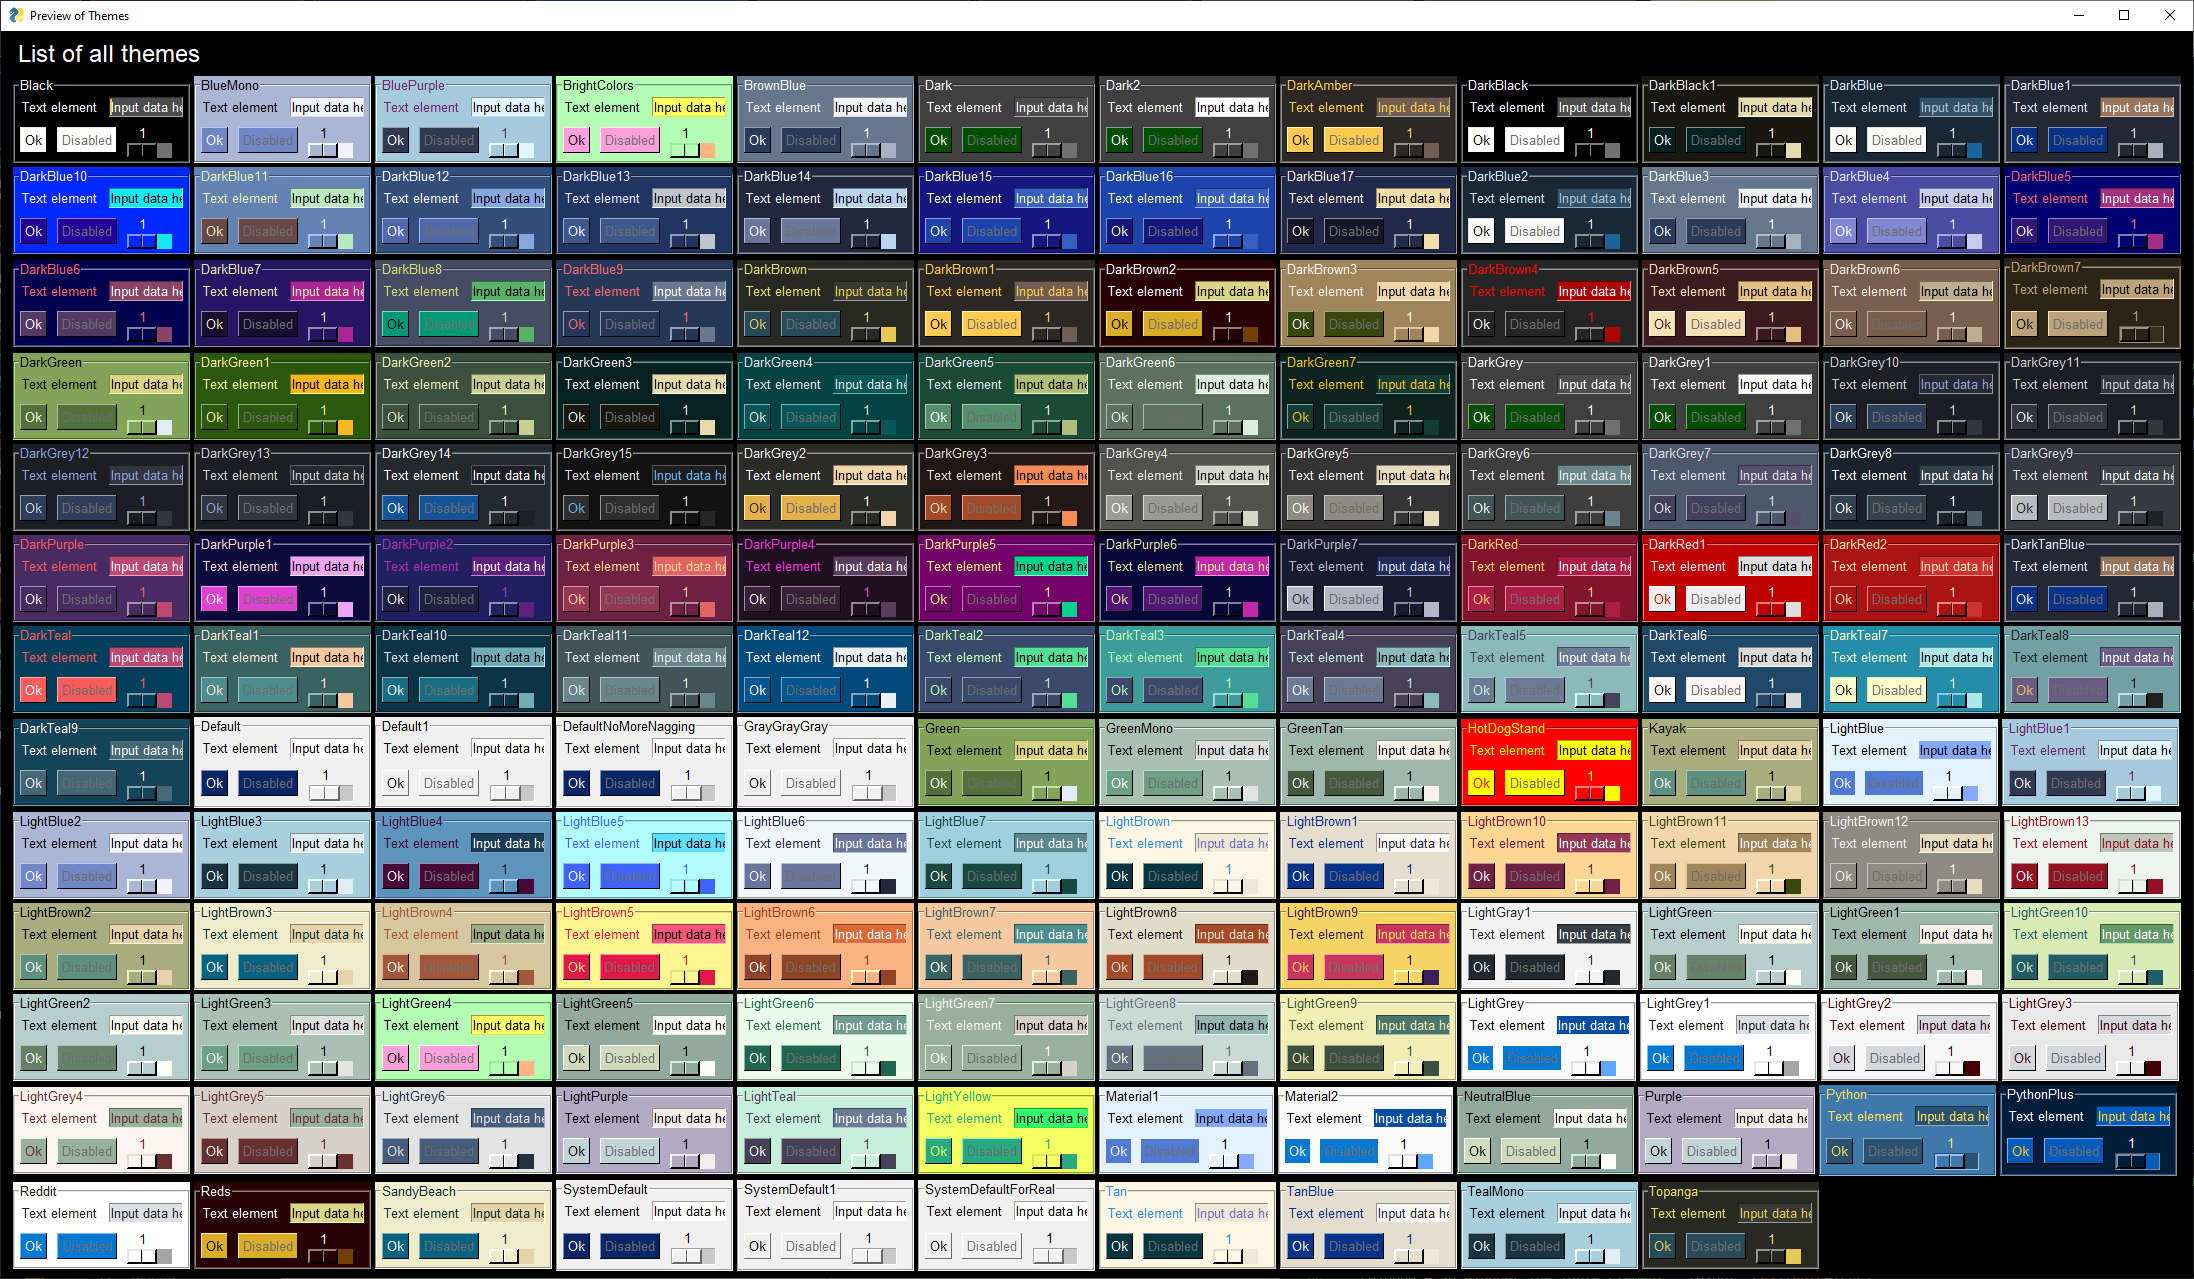 Preview of Themes
List of all themes
Black BlueMono BluePurple BrightColors BrownBlue Dark Dark2 DarkAmber DarkBlack DarkBlack1 DarkBlue DarkBlue1
Text element Input data he Text element Input data he Text element Input data he Text element Input data he Text element Input data he Text element Input data he Text element Input data he Text element Input data he Text element Input data he Text element Input data he Text element Input data he Text element Input data he
Ok Disabled 1 Ok Disabled 1 Ok Disabled 1 Ok Disabled 1 Ok Disabled 1 Ok Disabled 1 Ok Disabled 1 Ok Disabled 1 Ok Disabled 1 Ok Disabled 1 Ok Disabled 1 Ok Disabled 1
DarkBlue10 DarkBlue11 DarkBlue12 DarkBlue13 DarkBlue14 DarkBlue15 DarkBlue16 DarkBlue17 DarkBlue2 DarkBlue3 DarkBlue4 DarkBlue5
Text element Input data he Text element Input data he Text element Input data he Text element Input data he Text element Input data he Text element Input data he Text element Input data he Text element Input data he Text element Input data he Text element Input data he Text element Input data he Text element Input data he
Ok Disabled 1 Ok Disabled 1 Ok Disabled 1 Ok Disabled 1 Ok Disabled 1 Ok Disabled 1 Ok Disabled 1 Ok Disabled 1 Ok Disabled 1 Ok Disabled 1 Ok Disabled 1 Ok Disabled 1
DarkBlue6 DarkBlue7 DarkBlue8 DarkBlue9 DarkBrown DarkBrown1 DarkBrown2 DarkBrown3 DarkBrown4 DarkBrown5 DarkBrown6 DarkBrown7
Text element Input data he Text element Input data he Text element Input data he Text element Input data he Text element Input data he Text element Input data he Text element Input data he Text element Input data he Text element Input data he Text element Input data he Text element Input data he Text element Input data he
Ok Disabled 1 Ok Disabled 1 Ok Disabled 1 Ok Disabled 1 Ok Disabled 1 Ok Disabled 1 Ok Disabled 1 Ok Disabled 1 Ok Disabled 1 Ok Disabled 1 Ok Disabled 1 Ok Disabled 1
DarkGreen DarkGreen1 DarkGreen2 DarkGreen3 DarkGreen4 DarkGreen5 DarkGreen6 DarkGreen7 DarkGrey DarkGrey1 DarkGrey10 DarkGrey11
Text element Input data he Text element Input data he Text element Input data he Text element Input data he Text element Input data he Text element Input data he Text element Input data he Text element Input data he Text element Input data he Text element Input data he Text element Input data he Text element Input data he
Ok Disabled 1 Ok Disabled 1 Ok Disabled 1 Ok Disabled 1 Ok Disabled 1 Ok Disabled 1 Ok Disabled 1 Ok Disabled 1 Ok Disabled 1 Ok Disabled 1 Ok Disabled 1 Ok Disabled 1
DarkGrey12 DarkGrey13 DarkGrey14 DarkGrey15 DarkGrey2 DarkGrey3 DarkGrey4 DarkGrey5 DarkGrey6 DarkGrey7 DarkGrey8 DarkGrey9
Text element Input data he Text element Input data he Text element Input data he Text element Input data he Text element Input data he Text element Input data he Text element Input data he Text element Input data he Text element Input data he Text element Input data he Text element Input data he Text element Input data he
Ok Disabled 1 Ok Disabled 1 Ok Disabled 1 Ok Disabled 1 Ok Disabled 1 Ok Disabled 1 Ok Disabled 1 Ok Disabled 1 Ok Disabled 1 Ok Disabled 1 Ok Disabled 1 Ok Disabled 1
DarkPurple DarkPurple1 DarkPurple2 DarkPurple3 DarkPurple4 DarkPurple5 DarkPurple6 DarkPurple7 DarkRed DarkRed1 DarkRed2 DarkTanBlue
Text element Input data he Text element Input data he Text element Input data he Text element Input data he Text element Input data he Text element Input data he Text element Input data he Text element Input data he Text element Input data he Text element Input data he Text element Input data he Text element Input data he
Ok Disabled 1 Ok Disabled 1 Ok Disabled 1 Ok Disabled 1 Ok Disabled 1 Ok Disabled 1 Ok Disabled 1 Ok Disabled 1 Ok Disabled 1 Ok Disabled 1 Ok Disabled 1 Ok Disabled 1
DarkTeal DarkTeal1 DarkTeal10 DarkTeal11 DarkTeal12 DarkTeal2 DarkTeal3 DarkTeal4 DarkTeal5 DarkTeal6 DarkTeal7 DarkTeal8
Text element Input data he Text element Input data he Text element Input data he Text element Input data he Text element Input data he Text element Input data he Text element Input data he Text element Input data he Text element Input data he Text element Input data he Text element Input data he Text element Input data he
Ok Disabled 1 Ok Disabled 1 Ok Disabled 1 Ok Disabled 1 Ok Disabled 1 Ok Disabled 1 Ok Disabled 1 Ok Disabled 1 Ok Disabled 1 Ok Disabled 1 Ok Disabled 1 Ok Disabled 1
DarkTeal9 Default Default1 DefaultNoMoreNagging GrayGrayGray Green GreenMono GreenTan HotDogStand Kayak LightBlue LightBlue1
Text element Input data he Text element Input data he Text element Input data he Text element Input data he Text element Input data he Text element Input data he Text element Input data he Text element Input data he Text element Input data he Text element Input data he Text element Input data he Text element Input data he
Ok Disabled 1 Ok Disabled 1 Ok Disabled 1 Ok Disabled 1 Ok Disabled 1 Ok Disabled 1 Ok Disabled 1 Ok Disabled 1 Ok Disabled 1 Ok Disabled 1 Ok Disabled 1 Ok Disabled 1
LightBlue2 LightBlue3 LightBlue4 LightBlue5 LightBlue6 LightBlue7 LightBrown LightBrown1 LightBrown10 LightBrown11 LightBrown12 LightBrown13
Text element Input data he Text element Input data he Text element Input data he Text element Input data he Text element Input data he Text element Input data he Text element Input data he Text element Input data he Text element Input data he Text element Input data he Text element Input data he Text element Input data he
Ok Disabled 1 Ok Disabled 1 Ok Disabled 1 Ok Disabled 1 Ok Disabled 1 Ok Disabled 1 Ok Disabled 1 Ok Disabled 1 Ok Disabled 1 Ok Disabled 1 Ok Disabled 1 Ok Disabled 1
LightBrown2 LightBrown3 LightBrown4 LightBrown5 LightBrown6 LightBrown7 LightBrown8 LightBrown9 LightGray1 LightGreen LightGreen1 LightGreen10
Text element Input data he Text element Input data he Text element Input data he Text element Input data he Text element Input data he Text element Input data he Text element Input data he Text element Input data he Text element Input data he Text element Input data he Text element Input data he Text element Input data he
Ok Disabled 1 Ok Disabled 1 Ok Disabled 1 Ok Disabled 1 Ok Disabled 1 Ok Disabled 1 Ok Disabled 1 Ok Disabled 1 Ok Disabled 1 Ok Disabled 1 Ok Disabled 1 Ok Disabled 1
LightGreen2 LightGreen3 LightGreen4 LightGreen5 LightGreen6 LightGreen7 LightGreen8 LightGreen9 LightGrey LightGrey1 LightGrey2 LightGrey3
Text element Input data he Text element Input data he Text element Input data he Text element Input data he Text element Input data he Text element Input data he Text element Input data he Text element Input data he Text element Input data he Text element Input data he Text element Input data he Text element Input data he
Ok Disabled 1 Ok Disabled 1 Ok Disabled 1 Ok Disabled 1 Ok Disabled 1 Ok Disabled 1 Ok Disabled 1 Ok Disabled 1 Ok Disabled 1 Ok Disabled 1 Ok Disabled 1 Ok Disabled 1
LightGrey4 LightGrey5 LightGrey6 LightPurple LightTeal LightYellow Material1 Material2 NeutralBlue Purple Python PythonPlus
Text element Input data he Text element Input data he Text element Input data he Text element Input data he Text element Input data he Text element Input data he Text element Input data he Text element Input data he Text element Input data he Text element Input data he Text element Input data he Text element Input data he
Ok Disabled 1 Ok Disabled 1 Ok Disabled 1 Ok Disabled 1 Ok Disabled 1 Ok Disabled 1 Ok Disabled 1 Ok Disabled 1 Ok Disabled 1 Ok Disabled 1 Ok Disabled 1 Ok Disabled 1
Reddit Reds SandyBeach SystemDefault SystemDefault1 SystemDefaultForReal Tan TanBlue TealMono Topanga
Text element Input data he Text element Input data he Text element Input data he Text element Input data he Text element Input data he Text element Input data he Text element Input data he Text element Input data he Text element Input data he Text element Input data he
Ok Disabled 1 Ok Disabled 1 Ok Disabled 1 Ok Disabled 1 Ok Disabled 1 Ok Disabled 1 Ok Disabled 1 Ok Disabled 1 Ok Disabled 1 Ok Disabled 1